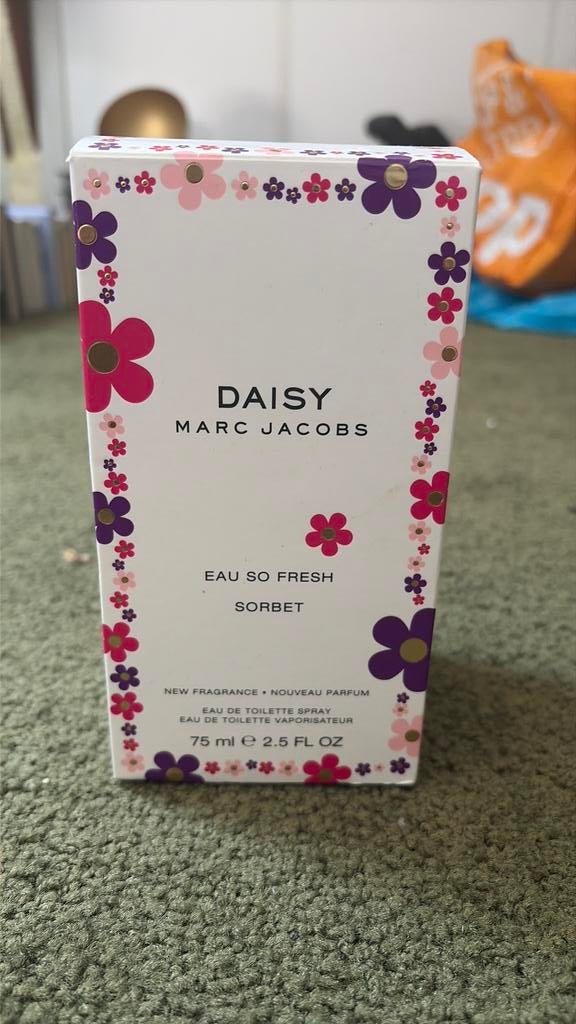 DAISY
MARC JACOBS
EAU SO FRESH
SORBET
NEW FRAGRANCE • NOUVEAU PARFUM
EAU DE TOILETTE SPRAY
EAU DE TOILETTE VAPORISATEUR
75 ml ℮ 2.5 FL OZ